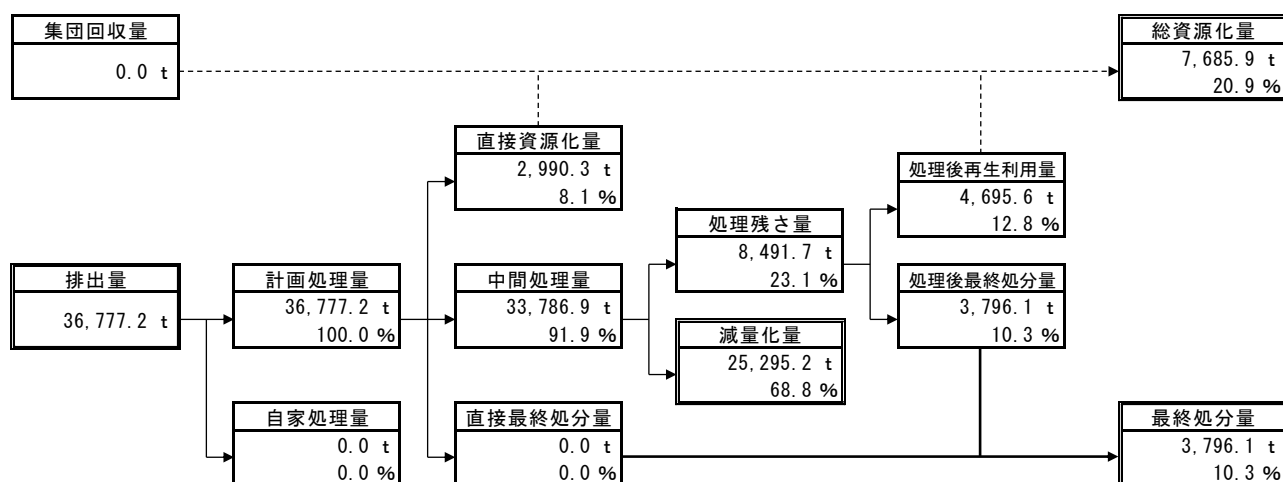 集団回収量
0.0 t
総資源化量
7,685.9 t
20.9 %
直接資源化量
2,990.3 t
8.1 %
処理後再生利用量
4,695.6 t
12.8 %
処理残さ量
8,491.7 t
23.1 %
排出量
36,777.2 t
計画処理量
36,777.2 t
100.0 %
中間処理量
33,786.9 t
91.9 %
処理後最終処分量
3,796.1 t
10.3 %
減量化量
25,295.2 t
68.8 %
自家処理量
0.0 t
0.0 %
直接最終処分量
0.0 t
0.0 %
最終処分量
3,796.1 t
10.3 %